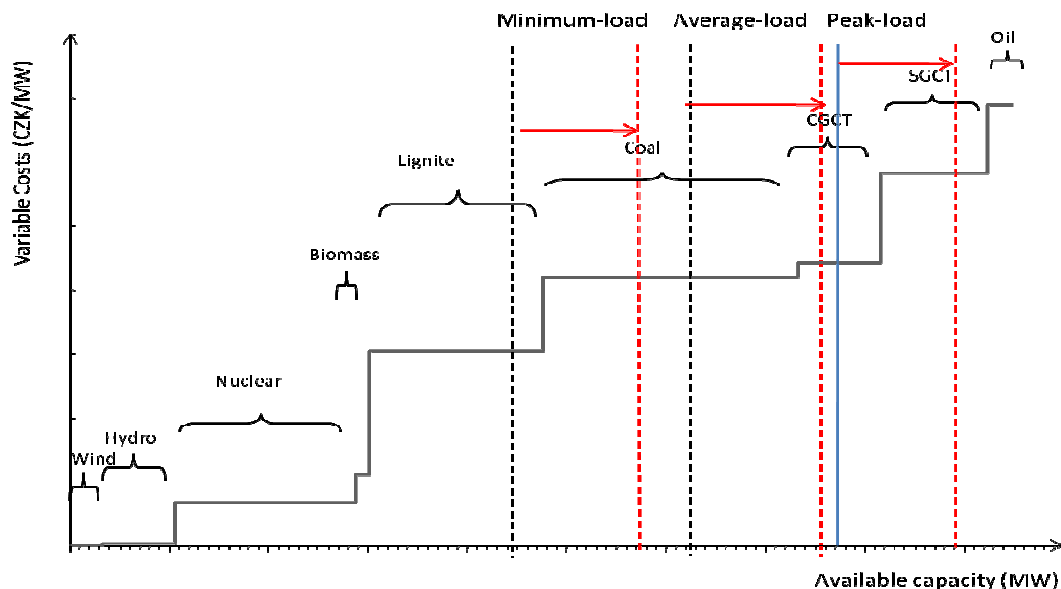 Minimum-load
Average-load
Peak-load
Oil
SGCT
CGCT
Coal
Lignite
Biomass
Nuclear
Hydro
Wind
Variable Costs (CZK/MW)
Available capacity (MW)